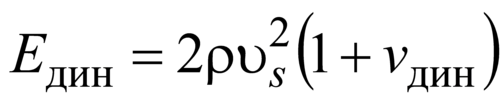 E_дин = 2ρυ_s^2(1 + ν_дин)